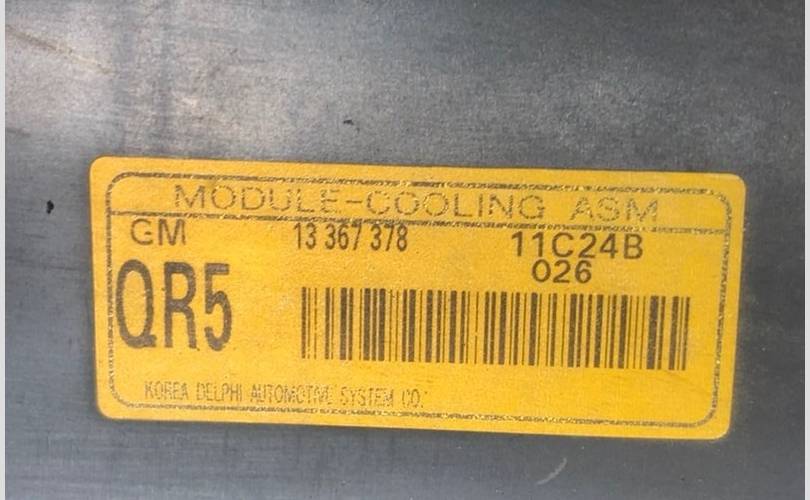 MODULE-COOLING ASM
GM 13 367 378 11C24B
026
QR5
KOREA DELPHI AUTOMOTIVE SYSTEM CO.